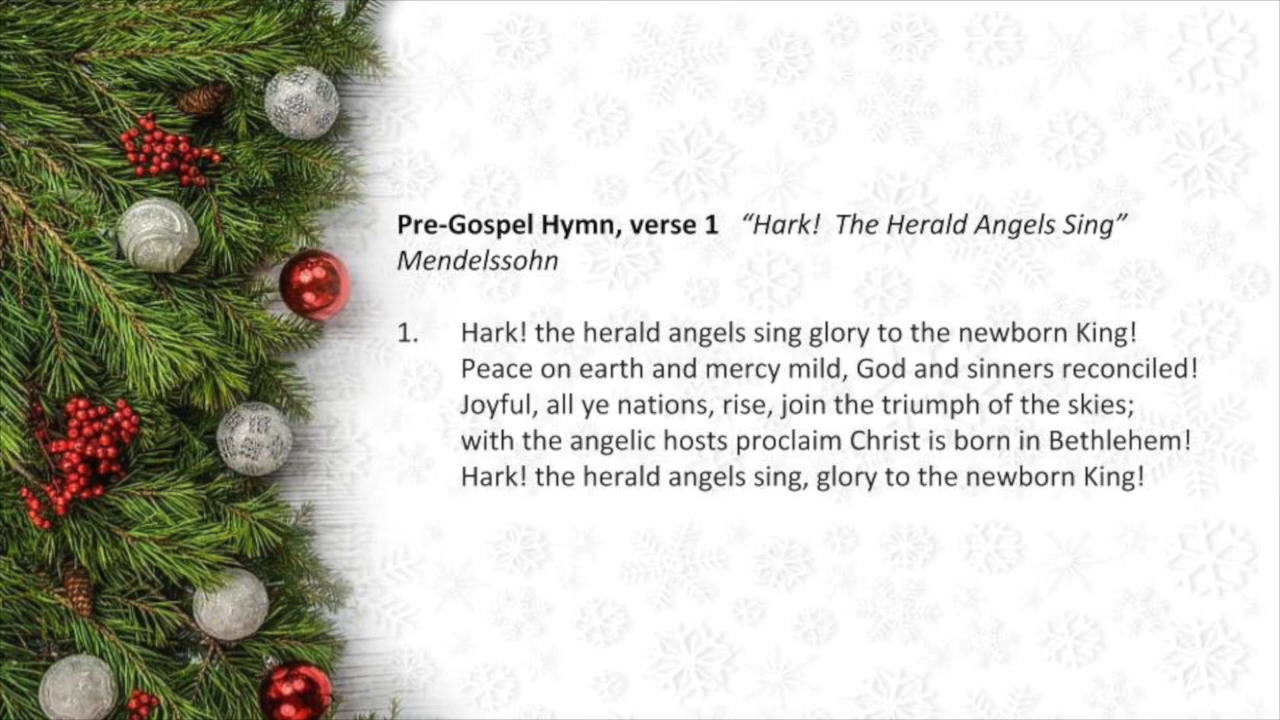 Pre-Gospel Hymn, verse 1 “Hark! The Herald Angels Sing”
Mendelssohn
1. Hark! the herald angels sing glory to the newborn King!
Peace on earth and mercy mild, God and sinners reconciled!
Joyful, all ye nations, rise, join the triumph of the skies;
with the angelic hosts proclaim Christ is born in Bethlehem!
Hark! the herald angels sing, glory to the newborn King!